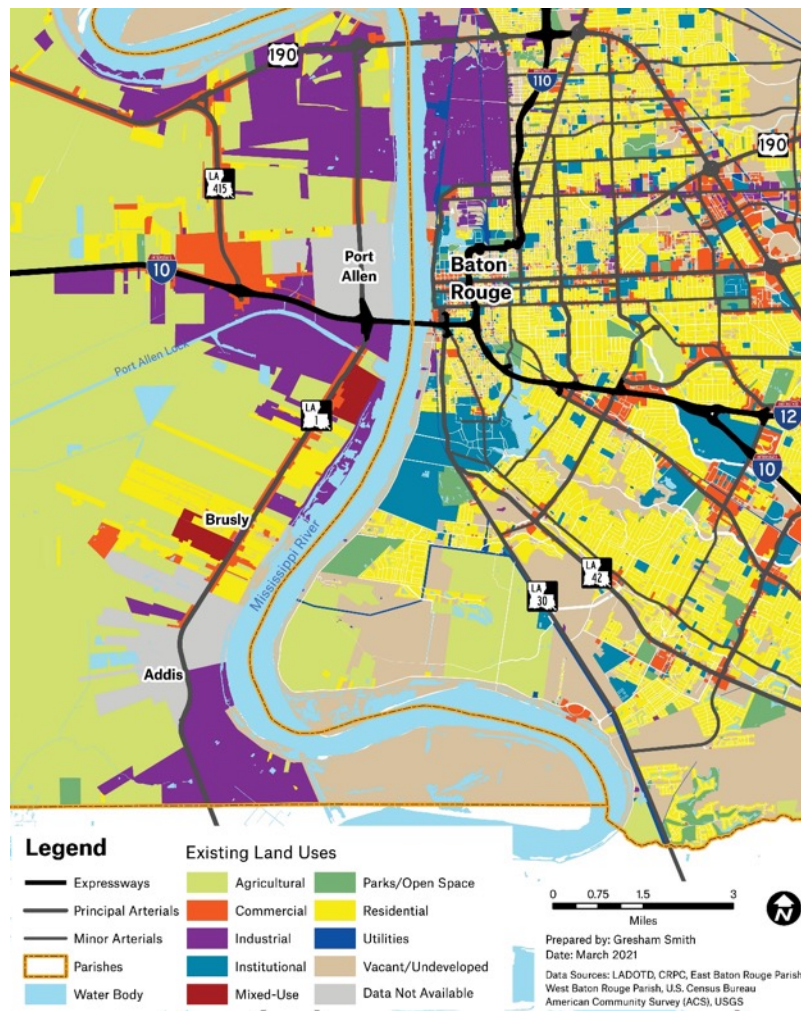 190
INTERSTATE
110
190
LA
415
Port
Allen
INTERSTATE
10
Baton
Rouge
Port Allen Lock
LA
1
INTERSTATE
12
INTERSTATE
10
Brusly
Mississippi River
LA
42
LA
30
Addis
Legend
Existing Land Uses
Expressways
Agricultural
Parks/Open Space
Principal Arterials
Commercial
Residential
Minor Arterials
Industrial
Utilities
Parishes
Institutional
Vacant/Undeveloped
Water Body
Mixed-Use
Data Not Available
0 0.75 1.5 3
Miles
N
Prepared by: Gresham Smith
Date: March 2021
Data Sources: LADOTD, CRPC, East Baton Rouge Parish
West Baton Rouge Parish, U.S. Census Bureau
American Community Survey (ACS), USGS